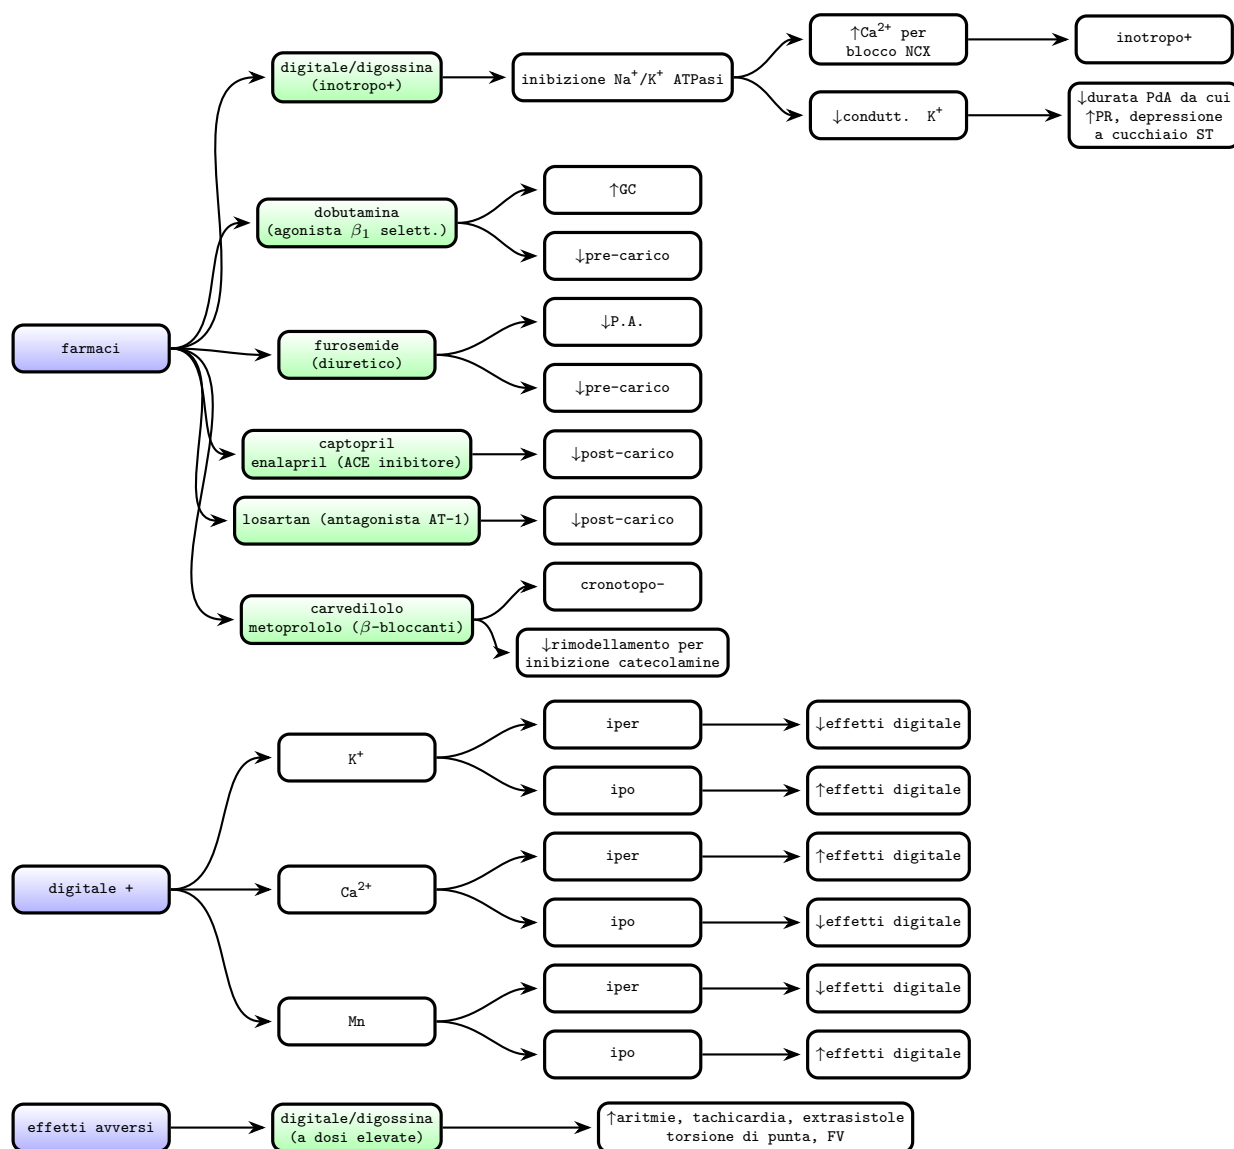 farmaci
digitale/digossina
(inotropo+)
inibizione Na⁺/K⁺ ATPasi
↑Ca²⁺ per
blocco NCX
inotropo+
↓condutt. K⁺
↓durata PdA da cui
↑PR, depressione
a cucchiaio ST
dobutamina
(agonista β₁ selett.)
↑GC
↓pre-carico
furosemide
(diuretico)
↓P.A.
↓pre-carico
captopril
enalapril (ACE inibitore)
↓post-carico
losartan (antagonista AT-1)
↓post-carico
carvedilolo
metoprololo (β-bloccanti)
cronotopo-
↓rimodellamento per
inibizione catecolamine
digitale +
K⁺
iper
↓effetti digitale
ipo
↑effetti digitale
Ca²⁺
iper
↑effetti digitale
ipo
↓effetti digitale
Mn
iper
↓effetti digitale
ipo
↑effetti digitale
effetti avversi
digitale/digossina
(a dosi elevate)
↑aritmie, tachicardia, extrasistole
torsione di punta, FV